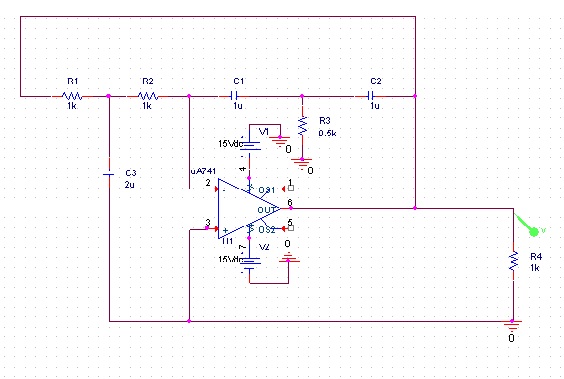 R1 R2 C1 C2
1k 1k 1u 1u
R3
0.5k
V1
0
15Vdc
0
C3
2u
uA741
4
2 - OS1 1
OUT 6
3 + OS2 5
U1
7
V2
0
15Vdc
V
R4
1k
0